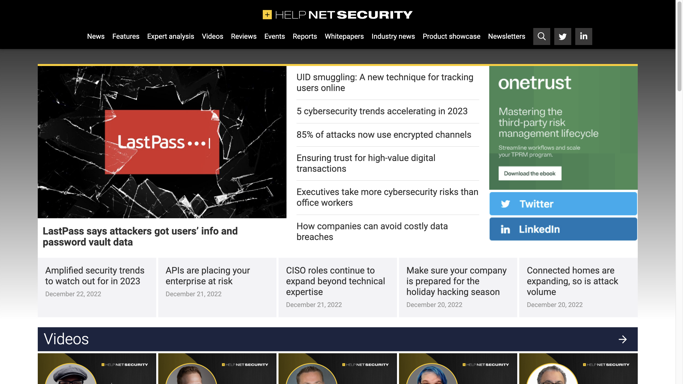 HELP NET SECURITY
News Features Expert analysis Videos Reviews Events Reports Whitepapers Industry news Product showcase Newsletters
LastPass
LastPass says attackers got users’ info and
password vault data
UID smuggling: A new technique for tracking
users online
5 cybersecurity trends accelerating in 2023
85% of attacks now use encrypted channels
Ensuring trust for high-value digital
transactions
Executives take more cybersecurity risks than
office workers
How companies can avoid costly data
breaches
onetrust
Mastering the
third-party risk
management lifecycle
Streamline workflows and scale
your TPRM program.
Download the ebook
Twitter
LinkedIn
Amplified security trends
to watch out for in 2023
December 22, 2022
APIs are placing your
enterprise at risk
December 21, 2022
CISO roles continue to
expand beyond technical
expertise
December 21, 2022
Make sure your company
is prepared for the
holiday hacking season
December 20, 2022
Connected homes are
expanding, so is attack
volume
December 20, 2022
Videos
HELP NET SECURITY
HELP NET SECURITY
HELP NET SECURITY
HELP NET SECURITY
HELP NET SECURITY